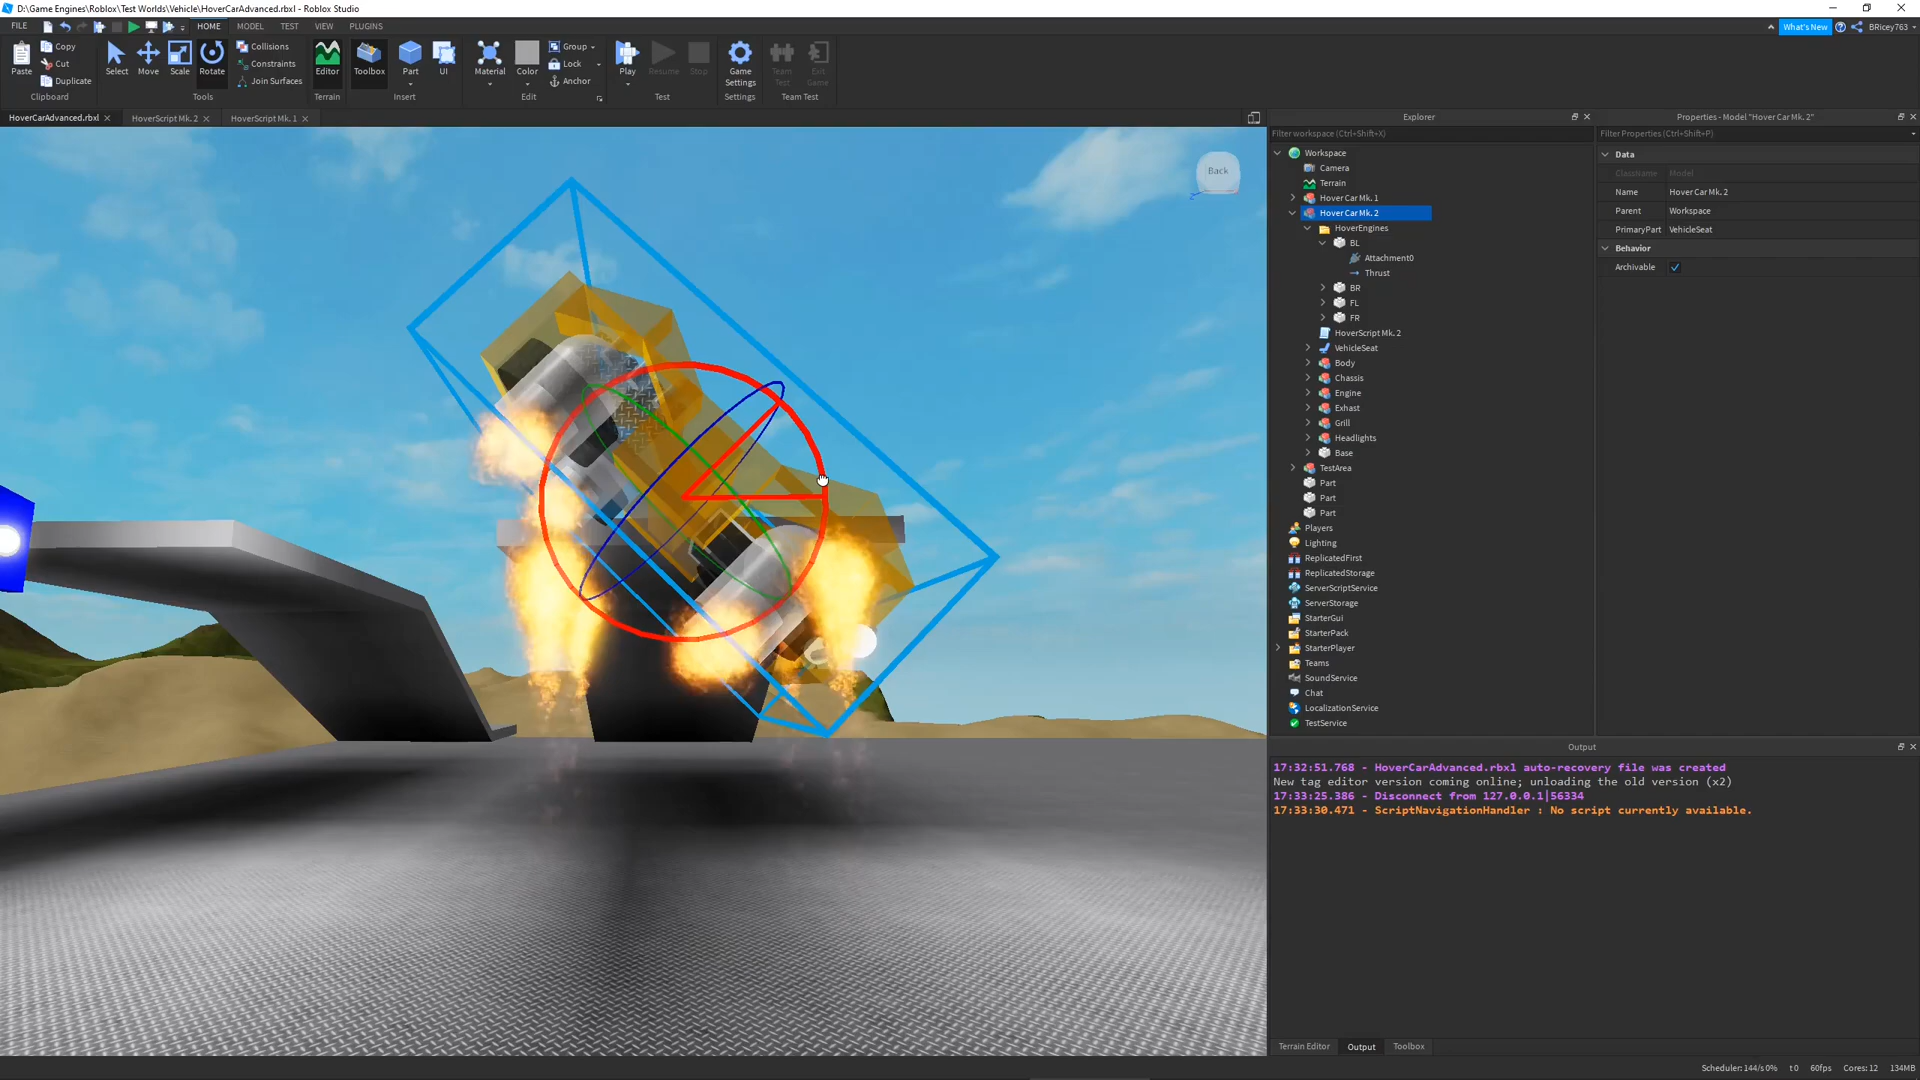 D:\Game Engines\Roblox\Test Worlds\Vehicle\HoverCarAdvanced.rbxl - Roblox Studio
FILE HOME MODEL TEST VIEW PLUGINS What's New BRicey763
Copy Collisions Group
Cut Constraints Lock
Duplicate Join Surfaces Anchor
Paste Select Move Scale Rotate Editor Toolbox Part UI Material Color Play Resume Stop Game Settings Team Test Exit Game
Clipboard Tools Terrain Insert Edit Test Settings Team Test
HoverCarAdvanced.rbxl HoverScript Mk. 2 HoverScript Mk. 1
Back
Explorer
Filter workspace (Ctrl+Shift+X)
Workspace
Camera
Terrain
Hover Car Mk. 1
Hover Car Mk. 2
HoverEngines
BL
Attachment0
Thrust
BR
FL
FR
HoverScript Mk. 2
VehicleSeat
Body
Chassis
Engine
Exhast
Grill
Headlights
Base
TestArea
Part
Part
Part
Players
Lighting
ReplicatedFirst
ReplicatedStorage
ServerScriptService
ServerStorage
StarterGui
StarterPack
StarterPlayer
Teams
SoundService
Chat
LocalizationService
TestService
Properties - Model "Hover Car Mk. 2"
Filter Properties (Ctrl+Shift+P)
Data
ClassName Model
Name Hover Car Mk. 2
Parent Workspace
PrimaryPart VehicleSeat
Behavior
Archivable
Output
17:32:51.768 - HoverCarAdvanced.rbxl auto-recovery file was created
New tag editor version coming online; unloading the old version (x2)
17:33:25.386 - Disconnect from 127.0.0.1|56334
17:33:30.471 - ScriptNavigationHandler : No script currently available.
Terrain Editor Output Toolbox
Scheduler: 144/s 0% t 0 60fps Cores: 12 134MB